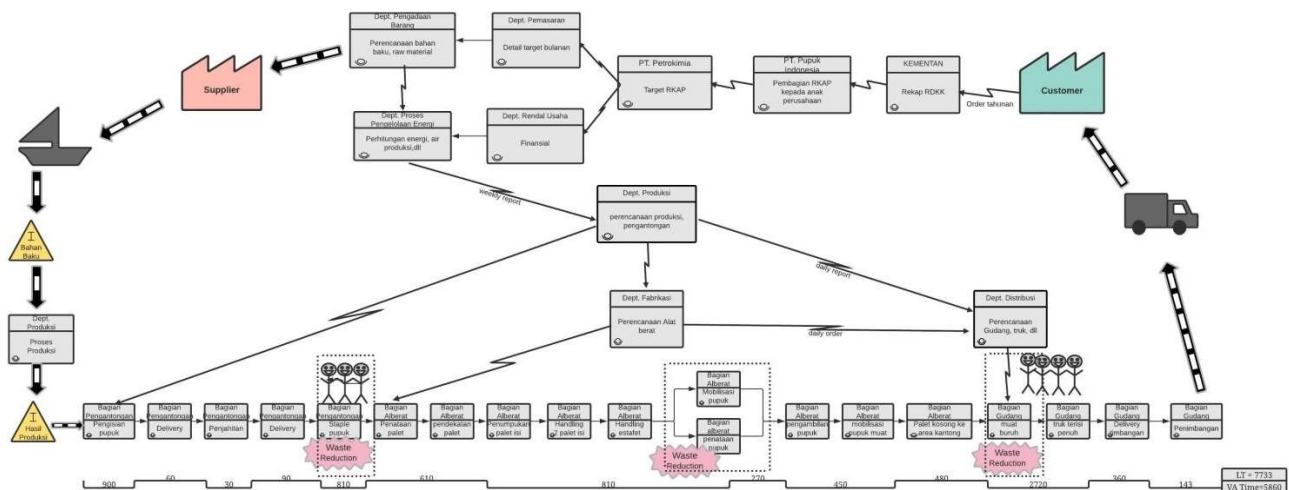 Dept. Pengadaan
Barang
Perencanaan bahan
baku, raw material
Dept. Pemasaran
Detail target bulanan
PT. Petrokimia
Target RKAP
PT. Pupuk
Indonesia
Pembagian RKAP
kepada anak
perusahaan
KEMENTAN
Rekap RDKK
Order tahunan
Customer
Supplier
Dept. Proses
Pengelolaan Energi
Perhitungan energi, air
produksi,dll
Dept. Rendal Usaha
Finansial
weekly report
Dept. Produksi
perencanaan produksi,
pengantongan
daily report
I
Bahan
Baku
Dept.
Produksi
Proses
Produksi
I
Hasil
Produksi
Dept. Fabrikasi
Perencanaan Alat
berat
daily order
Dept. Distribusi
Perencanaan
Gudang, truk, dll
Bagian
Pengantongan
Pengisian
pupuk
Bagian
Pengantongan
Delivery
Bagian
Pengantongan
Penjahitan
Bagian
Pengantongan
Delivery
Bagian
Pengantongan
Staple
pupuk
Waste
Reduction
Bagian
Alberat
Penataan
palet
Bagian
Alberat
pendekatan
palet
Bagian
Alberat
Penumpukan
palet isi
Bagian
Alberat
Handling
2 palet isi
Bagian
Alberat
Handling
estafet
Bagian
Alberat
Mobilisasi
pupuk
Bagian
alberat
penataan
pupuk
Waste
Reduction
Bagian
Alberat
pengambilan
pupuk
Bagian
Alberat
mobilisasi
pupuk muat
Bagian
Alberat
Palet kosong ke
area kantong
Bagian
Gudang
muat
buruh
Waste
Reduction
Bagian
Gudang
truk terisi
penuh
Bagian
Gudang
Delivery
timbangan
Bagian
Gudang
Penimbangan
900
60
30
90
810
610
810
270
450
480
2720
360
143
LT = 7733
VA Time=5860